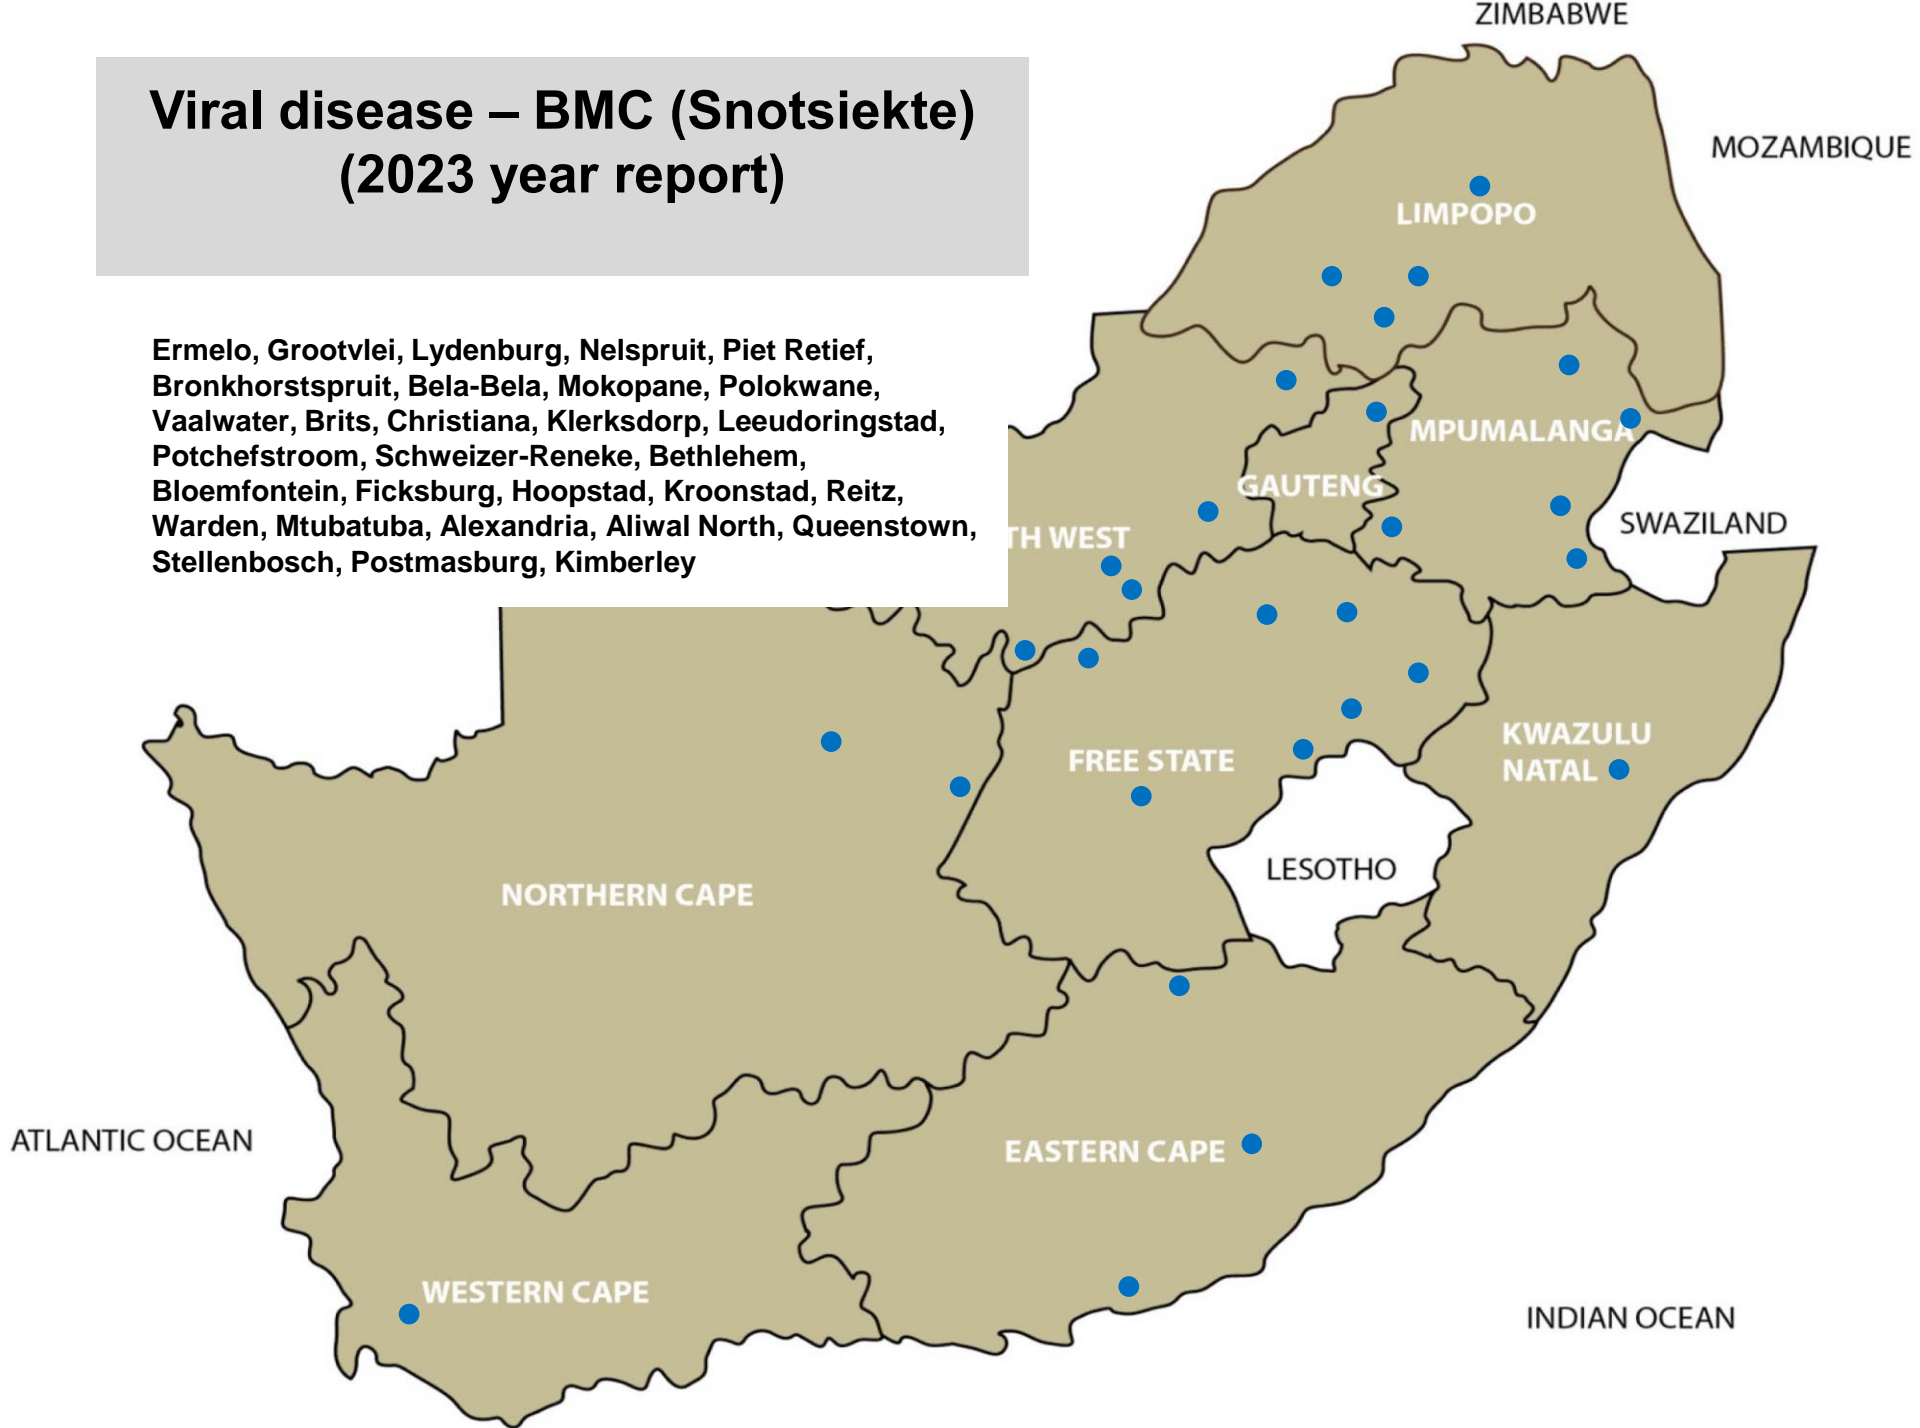 ZIMBABWE
Viral disease – BMC (Snotsiekte)
(2023 year report)
MOZAMBIQUE
LIMPOPO
Ermelo, Grootvlei, Lydenburg, Nelspruit, Piet Retief,
Bronkhorstspruit, Bela-Bela, Mokopane, Polokwane,
Vaalwater, Brits, Christiana, Klerksdorp, Leeudoringstad,
Potchefstroom, Schweizer-Reneke, Bethlehem,
Bloemfontein, Ficksburg, Hoopstad, Kroonstad, Reitz,
Warden, Mtubatuba, Alexandria, Aliwal North, Queenstown,
Stellenbosch, Postmasburg, Kimberley
MPUMALANGA
GAUTENG
SWAZILAND
TH WEST
KWAZULU
NATAL
FREE STATE
LESOTHO
NORTHERN CAPE
ATLANTIC OCEAN
EASTERN CAPE
WESTERN CAPE
INDIAN OCEAN